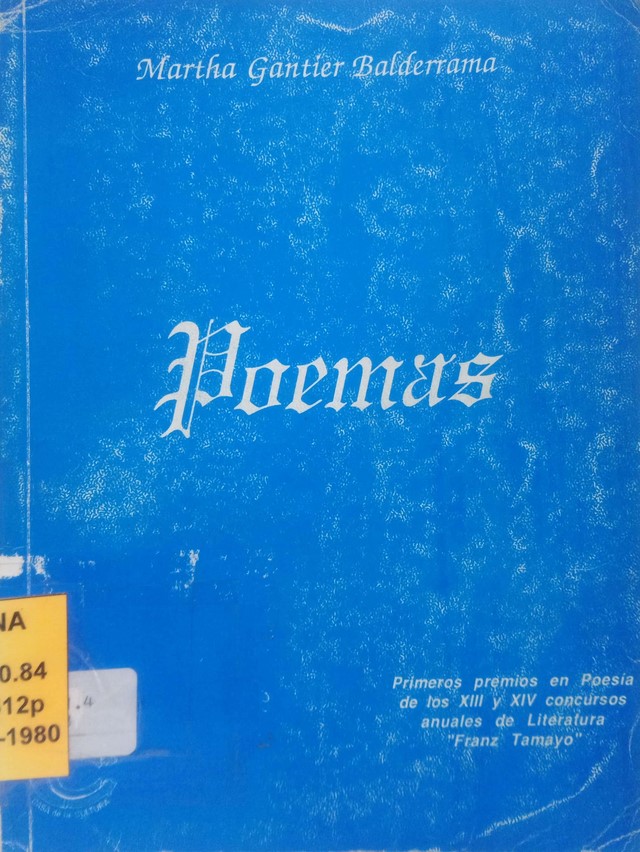 Martha Gantier Balderrama
Poemas
Primeros premios en Poesía
de los XIII y XIV concursos
anuales de Literatura
"Franz Tamayo"
NA
0.84
12p
-1980
.4